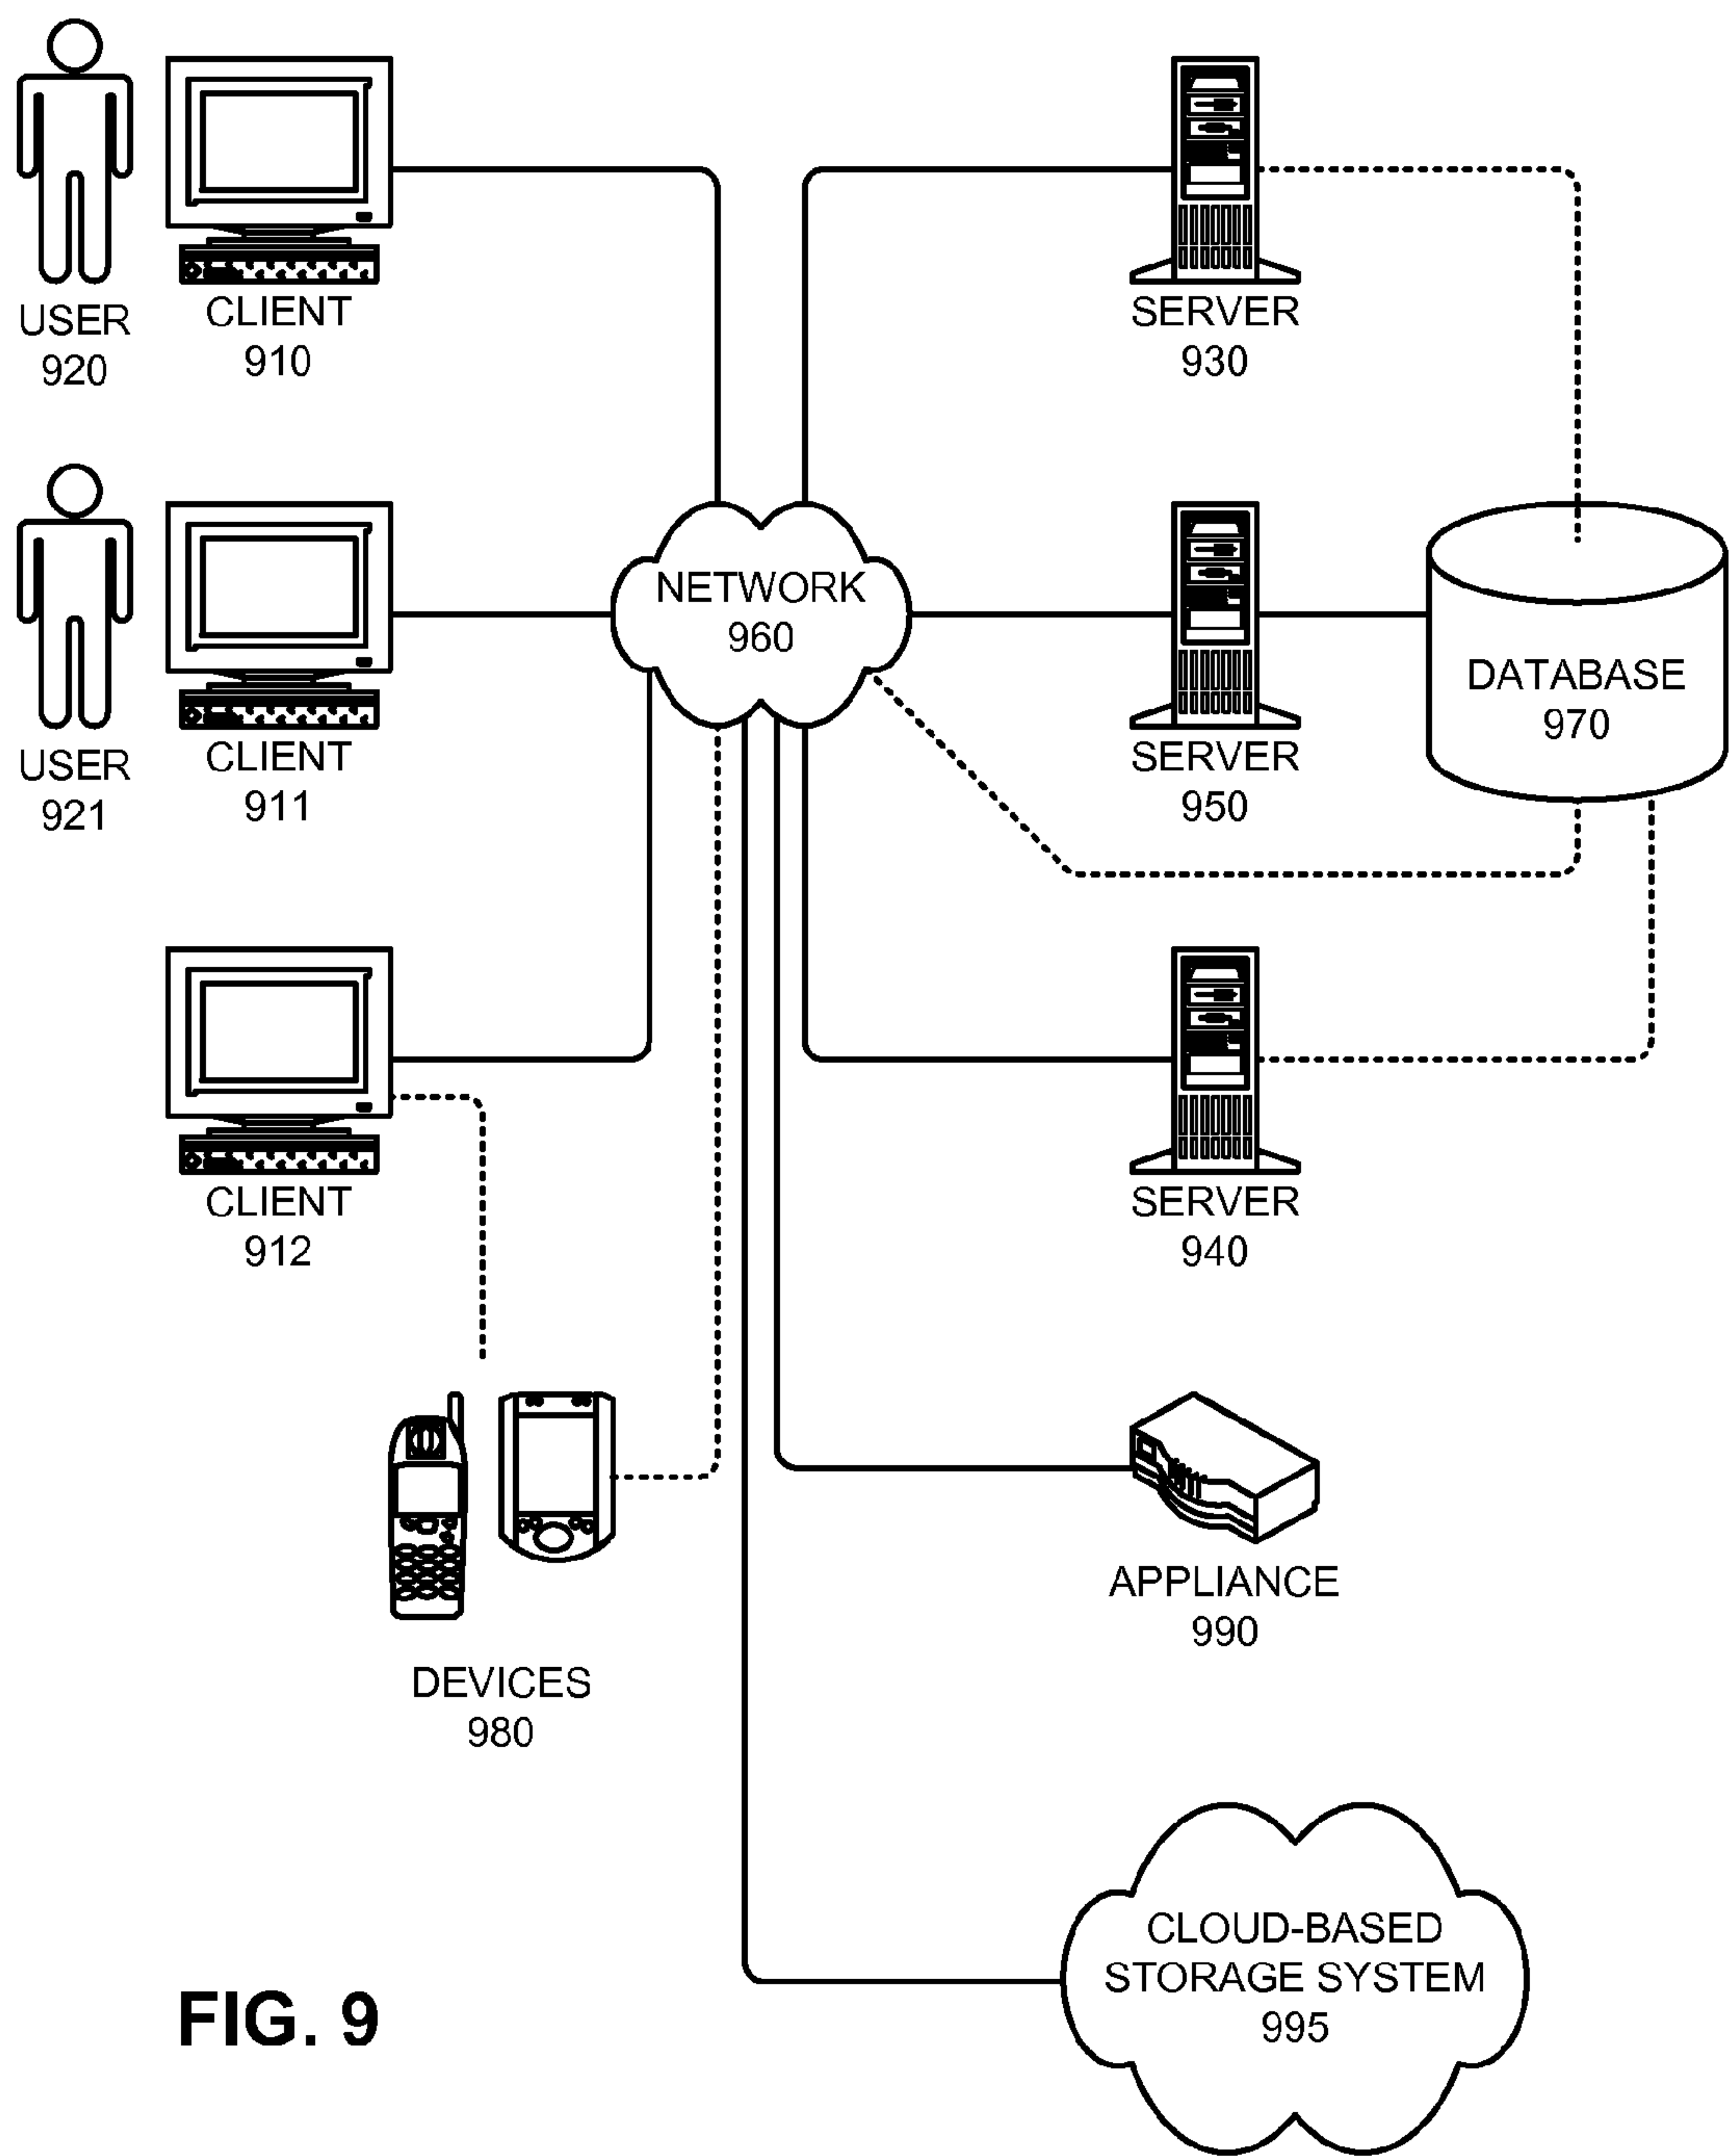 USER
920
CLIENT
910
SERVER
930
USER
921
CLIENT
911
NETWORK
960
SERVER
950
DATABASE
970
CLIENT
912
SERVER
940
DEVICES
980
APPLIANCE
990
CLOUD-BASED
STORAGE SYSTEM
995
FIG. 9